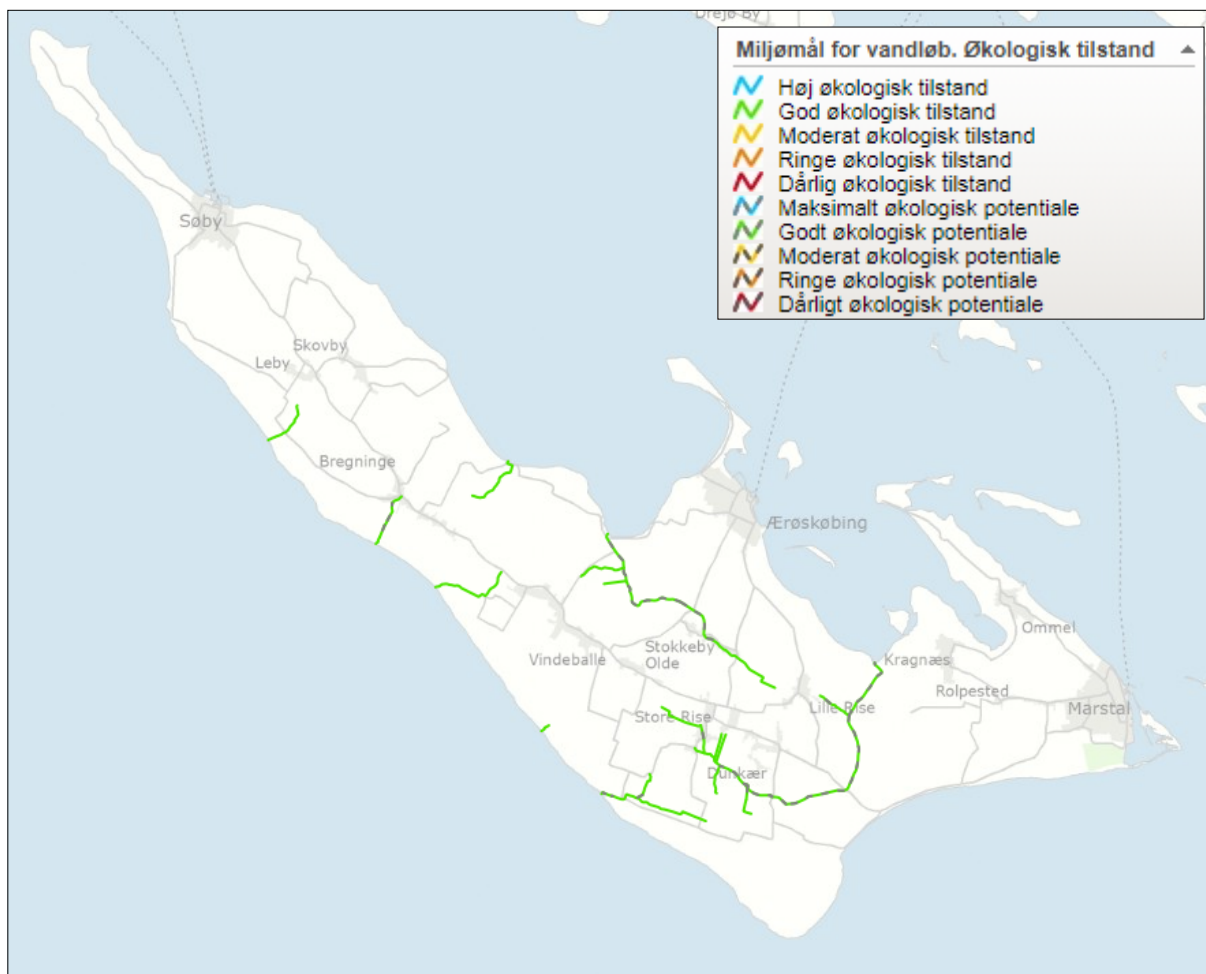 Drejø By
Miljømål for vandløb. Økologisk tilstand
Høj økologisk tilstand
God økologisk tilstand
Moderat økologisk tilstand
Ringe økologisk tilstand
Dårlig økologisk tilstand
Maksimalt økologisk potentiale
Godt økologisk potentiale
Moderat økologisk potentiale
Ringe økologisk potentiale
Dårligt økologisk potentiale
Søby
Skovby
Leby
Bregninge
Ærøskøbing
Ommel
Stokkeby
Olde
Vindeballe
Kragnæs
Rolpested
Marstal
Store Rise
Lille Rise
Dunkær